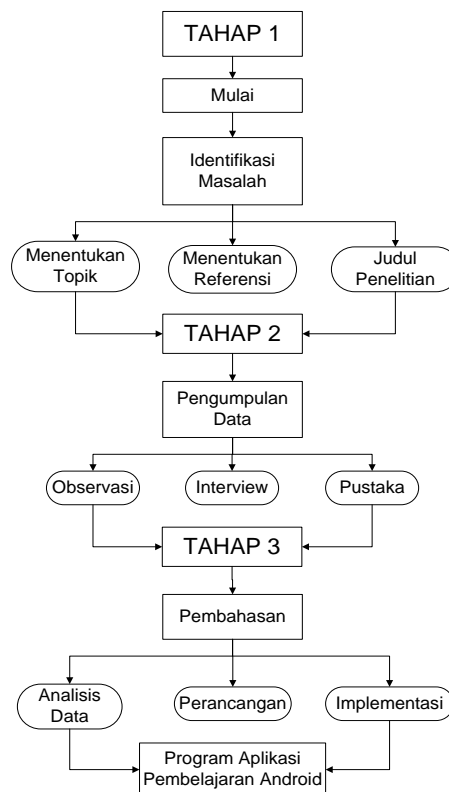 TAHAP 1
Mulai
Identifikasi
Masalah
Menentukan
Topik
Menentukan
Referensi
Judul
Penelitian
TAHAP 2
Pengumpulan
Data
Observasi
Interview
Pustaka
TAHAP 3
Pembahasan
Analisis
Data
Perancangan
Implementasi
Program Aplikasi
Pembelajaran Android